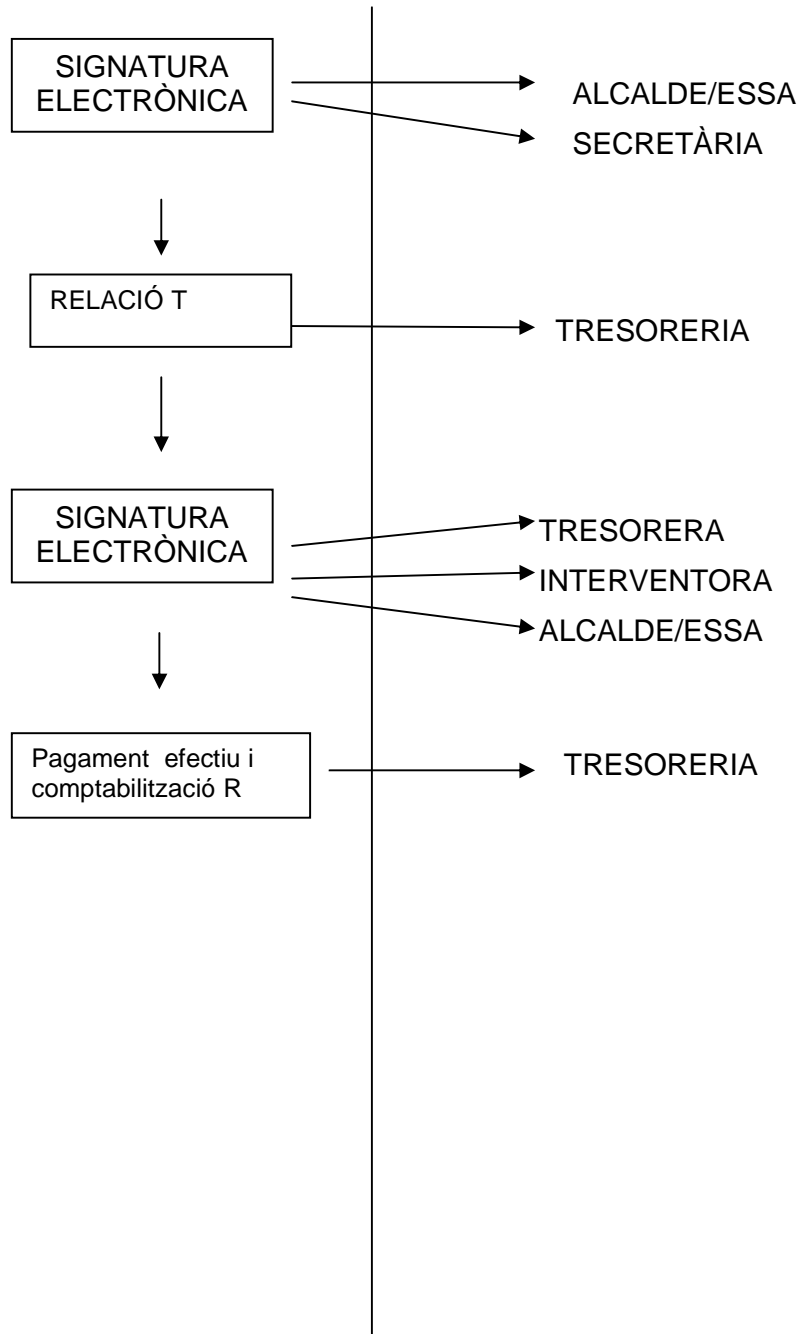 SIGNATURA
ELECTRÒNICA
ALCALDE/ESSA
SECRETÀRIA
RELACIÓ T
TRESORERIA
SIGNATURA
ELECTRÒNICA
TRESORERA
INTERVENTORA
ALCALDE/ESSA
Pagament efectiu i
comptabilització R
TRESORERIA